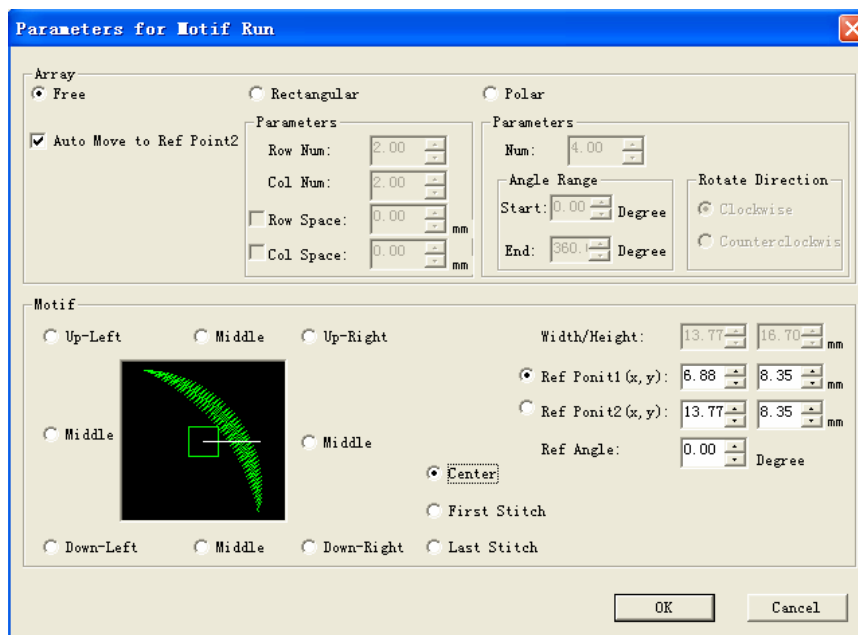 Parameters for Motif Run
Array
Free
Rectangular
Polar
Auto Move to Ref Point2
Parameters
Row Num: 2.00
Col Num: 2.00
Row Space: 0.00 mm
Col Space: 0.00 mm
Parameters
Num: 4.00
Angle Range
Start: 0.00 Degree
End: 360. Degree
Rotate Direction
Clockwise
Counterclockwis
Motif
Up-Left
Middle
Up-Right
Middle
Middle
Down-Left
Middle
Down-Right
Center
First Stitch
Last Stitch
Width/Height: 13.77 16.70 mm
Ref Ponit1(x,y): 6.88 8.35 mm
Ref Ponit2(x,y): 13.77 8.35 mm
Ref Angle: 0.00 Degree
OK
Cancel